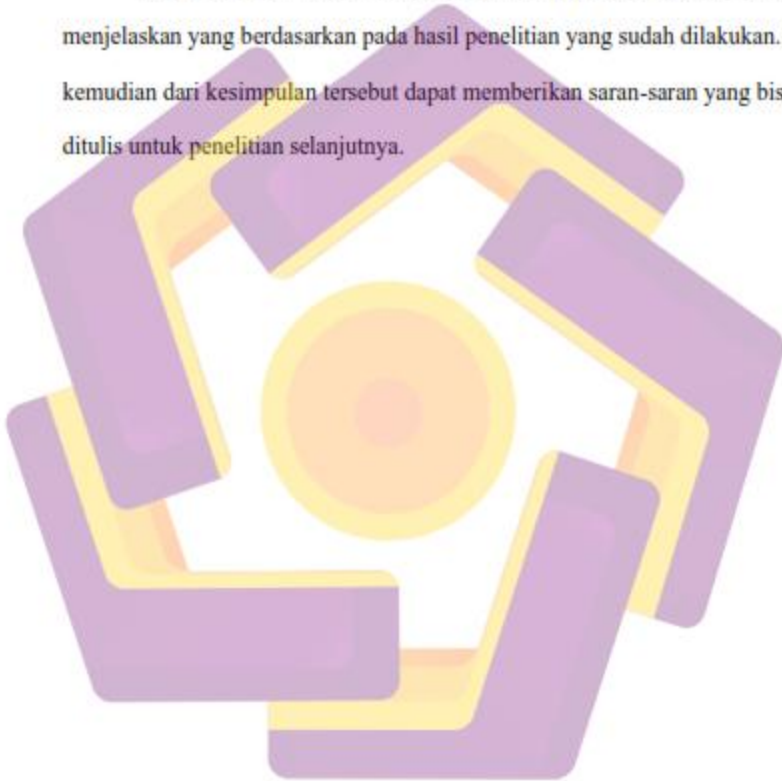 menjelaskan yang berdasarkan pada hasil penelitian yang sudah dilakukan.
kemudian dari kesimpulan tersebut dapat memberikan saran-saran yang
ditulis untuk penelitian selanjutnya.